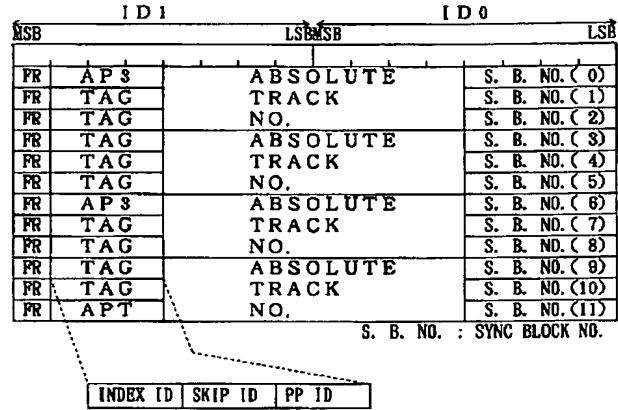 ID1 ID0
MSB LSB MSB LSB
FR AP3 ABSOLUTE S. B. NO.( 0)
FR TAG TRACK S. B. NO.( 1)
FR TAG NO. S. B. NO.( 2)
FR TAG ABSOLUTE S. B. NO.( 3)
FR TAG TRACK S. B. NO.( 4)
FR TAG NO. S. B. NO.( 5)
FR AP3 ABSOLUTE S. B. NO.( 6)
FR TAG TRACK S. B. NO.( 7)
FR TAG NO. S. B. NO.( 8)
FR TAG ABSOLUTE S. B. NO.( 9)
FR TAG TRACK S. B. NO.(10)
FR APT NO. S. B. NO.(11)
S. B. NO. : SYNC BLOCK NO.
INDEX ID SKIP ID PP ID